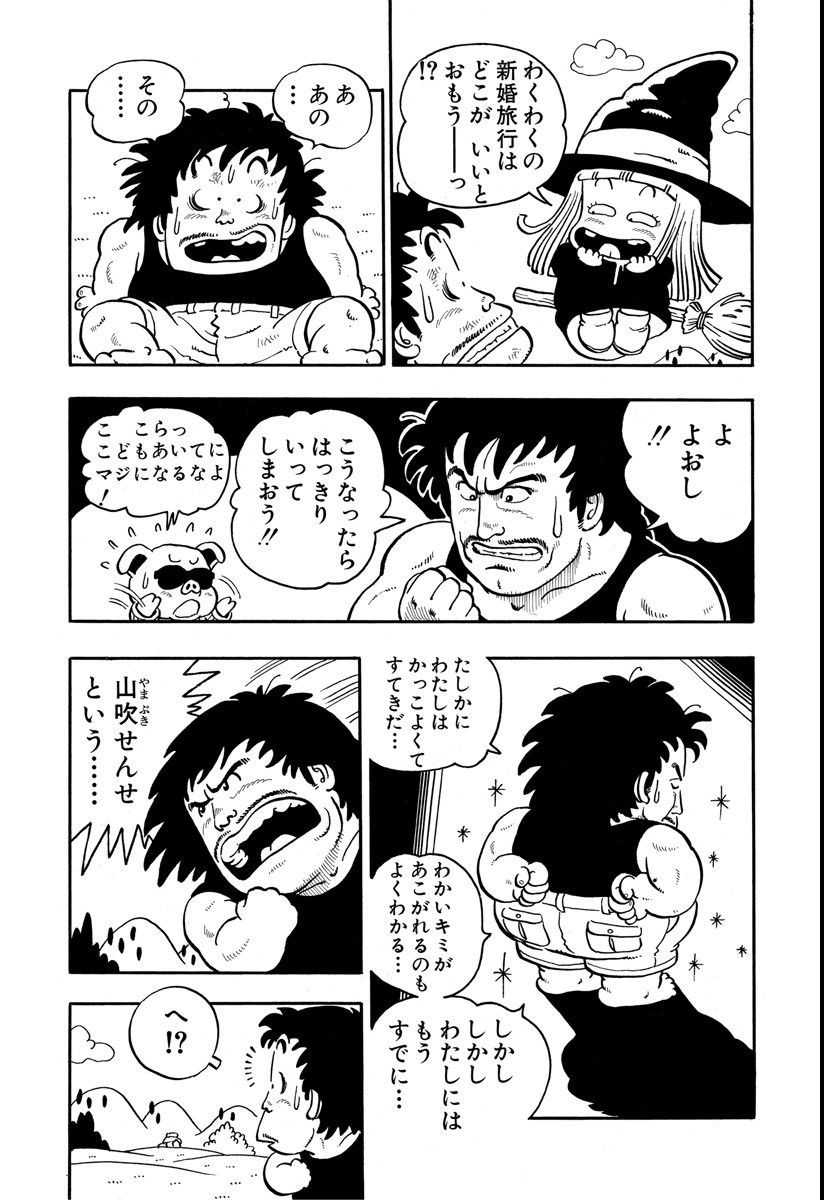 わくわくの
新婚旅行は
どこが いいと
おもう――っ
!?
あ
あの
…
その
……
よ
よおし
!!
こうなったら
はっきり
いって
しまおう!!
こ こらっ
こどもあいてに
マジになるなよ
!
たしかに
わたしは
かっこよくて
すてきだ…
わかいキミが
あこがれるのも
よくわかる…
しかし
しかし
わたしには
もう
すでに…
山吹せんせ
やまぶき
という……
へ!?